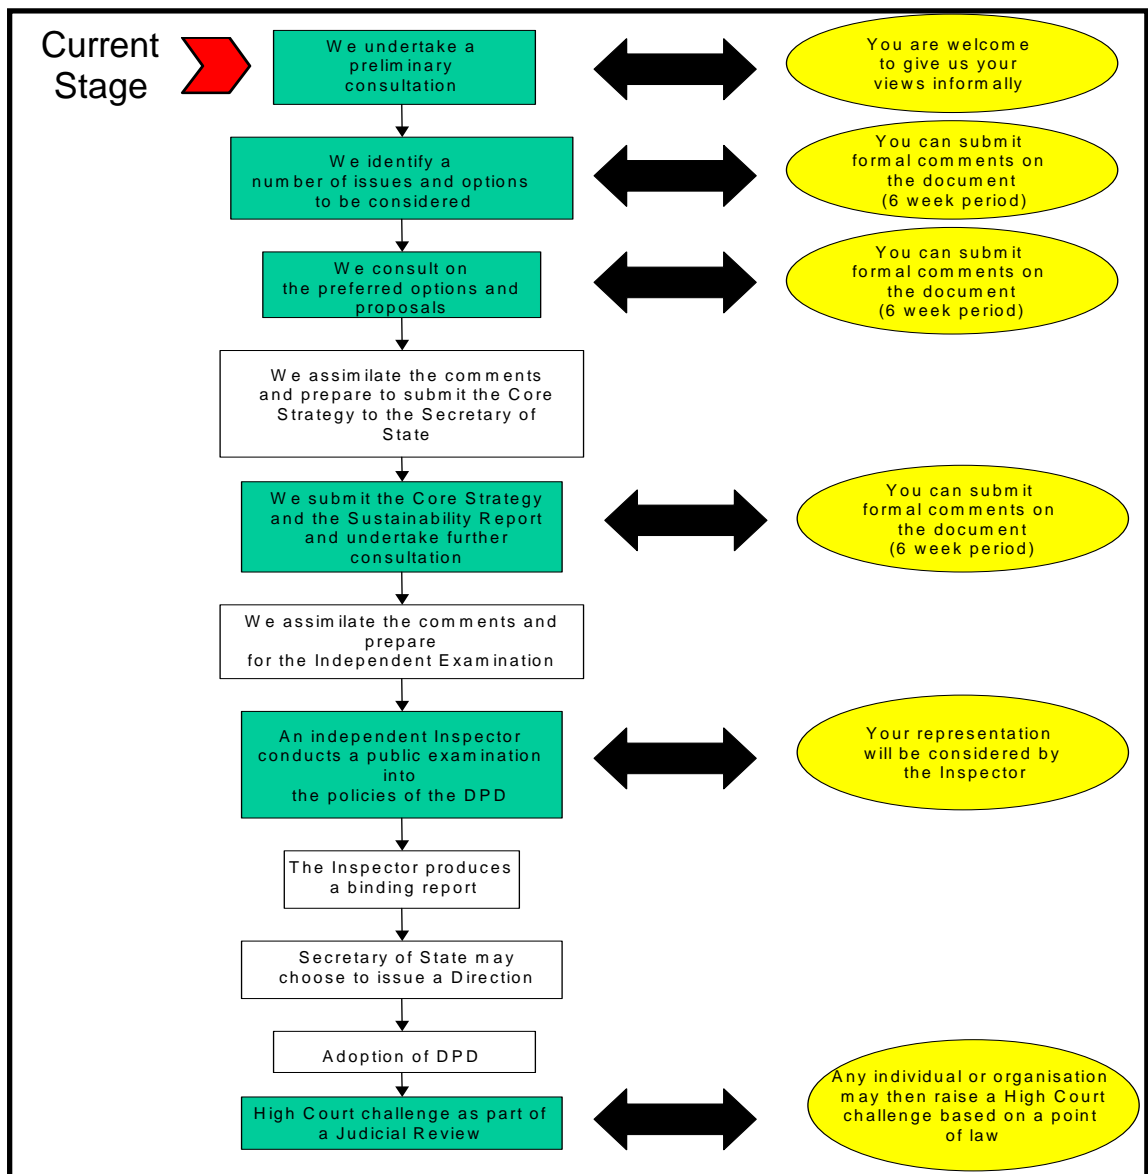 Current
Stage
We undertake a
preliminary
consultation
You are welcome
to give us your
views informally
We identify a
number of issues and options
to be considered
You can submit
formal comments on
the document
(6 week period)
We consult on
the preferred options and
proposals
You can submit
formal comments on
the document
(6 week period)
We assimilate the comments
and prepare to submit the Core
Strategy to the Secretary of
State
We submit the Core Strategy
and the Sustainability Report
and undertake further
consultation
You can submit
formal comments on
the document
(6 week period)
We assimilate the comments and
prepare
for the Independent Examination
An independent Inspector
conducts a public examination
into
the policies of the DPD
Your representation
will be considered by
the Inspector
The Inspector produces
a binding report
Secretary of State may
choose to issue a Direction
Adoption of DPD
High Court challenge as part of
a Judicial Review
Any individual or organisation
may then raise a High Court
challenge based on a point
of law